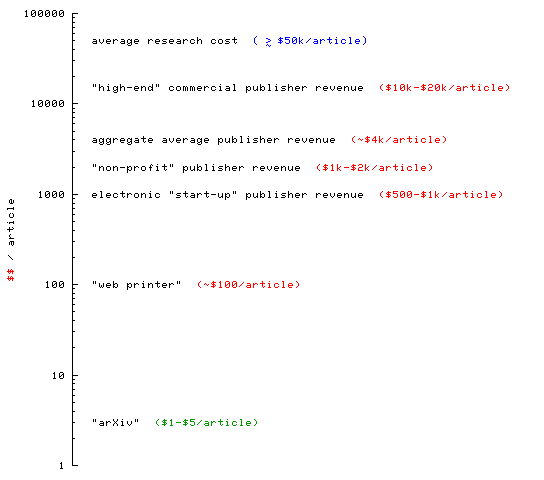 100000
average research cost ( ≳ $50k/article)
"high-end" commercial publisher revenue ($10k-$20k/article)
10000
aggregate average publisher revenue (~$4k/article)
"non-profit" publisher revenue ($1k-$2k/article)
1000
electronic "start-up" publisher revenue ($500-$1k/article)
$$ / article
100
"web printer" (~$100/article)
10
"arXiv" ($1-$5/article)
1